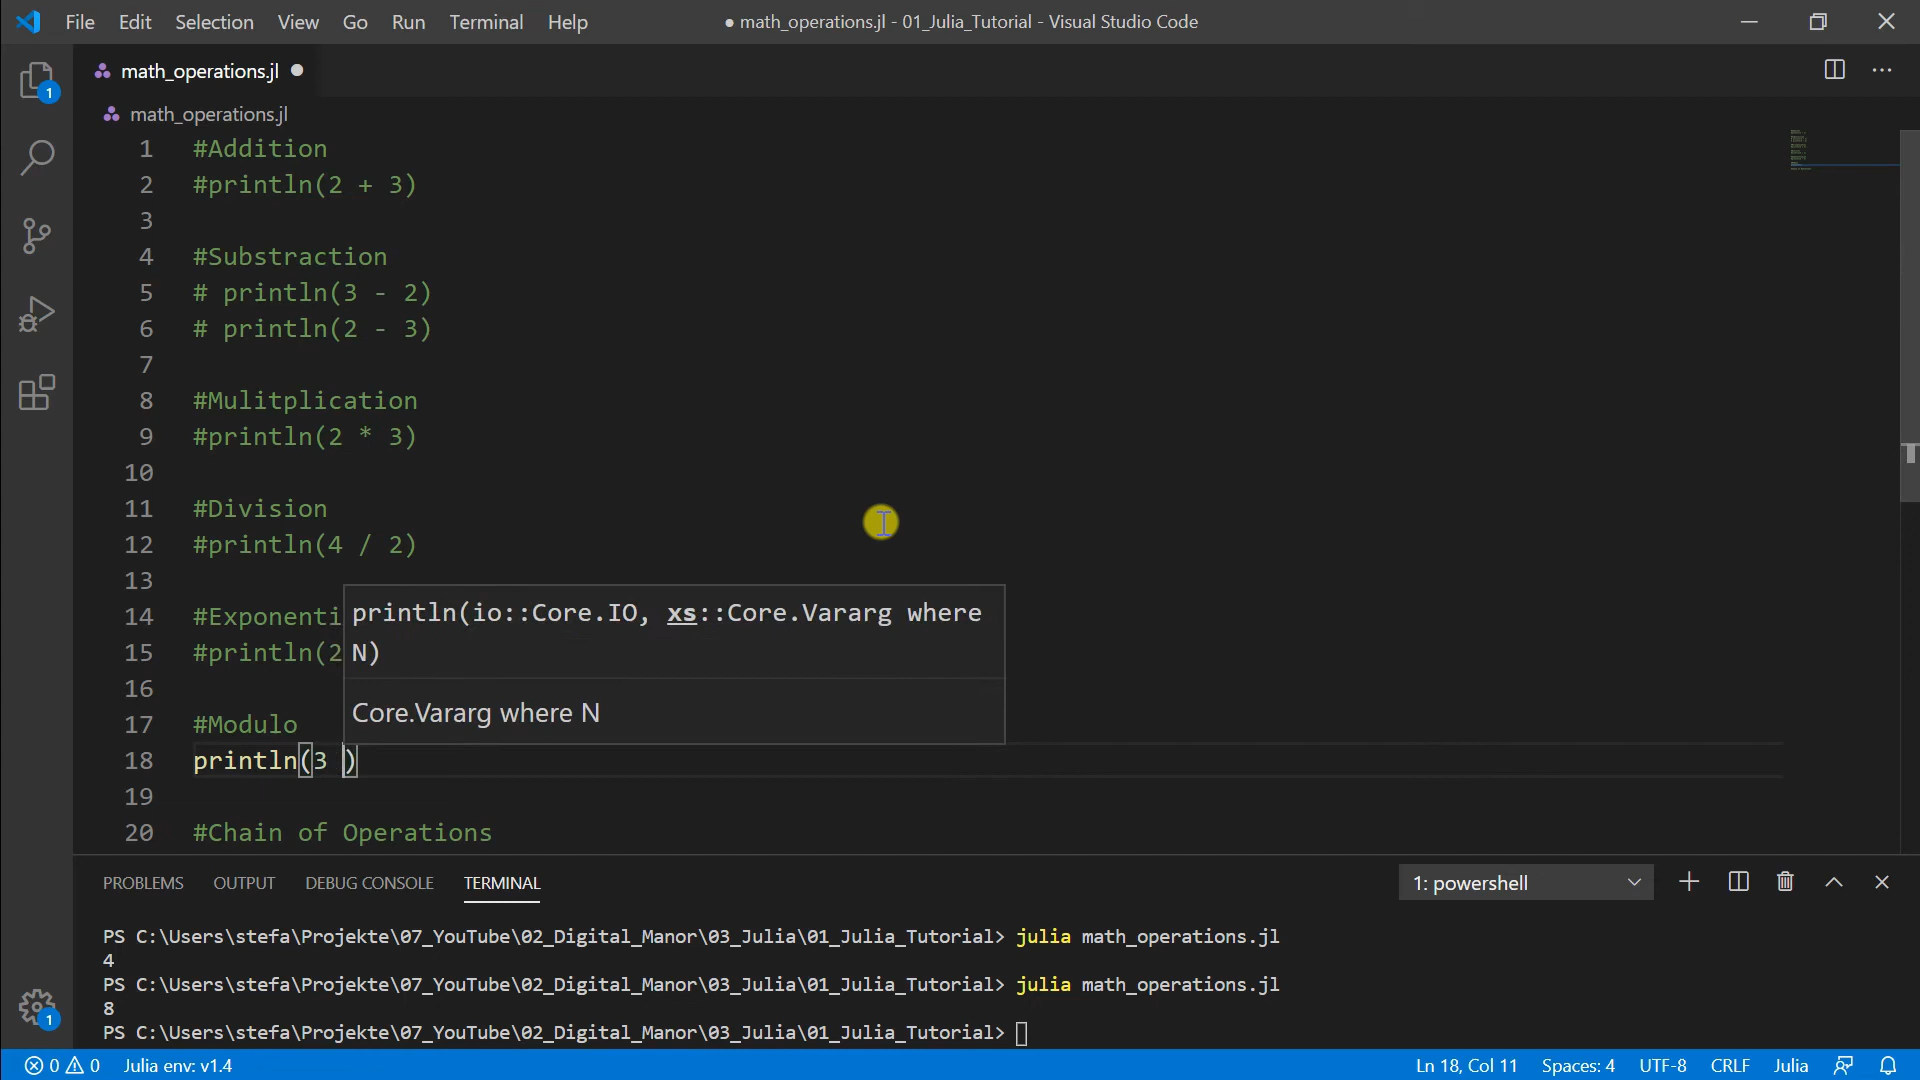 File Edit Selection View Go Run Terminal Help ● math_operations.jl - 01_Julia_Tutorial - Visual Studio Code
math_operations.jl ●
math_operations.jl
1 #Addition
2 #println(2 + 3)
3
4 #Substraction
5 # println(3 - 2)
6 # println(2 - 3)
7
8 #Mulitplication
9 #println(2 * 3)
10
11 #Division
12 #println(4 / 2)
13
14 #Exponenti
15 #println(2
println(io::Core.IO, xs::Core.Vararg where
N)
Core.Vararg where N
16
17 #Modulo
18 println(3 )
19
20 #Chain of Operations
PROBLEMS OUTPUT DEBUG CONSOLE TERMINAL 1: powershell
PS C:\Users\stefa\Projekte\07_YouTube\02_Digital_Manor\03_Julia\01_Julia_Tutorial> julia math_operations.jl
4
PS C:\Users\stefa\Projekte\07_YouTube\02_Digital_Manor\03_Julia\01_Julia_Tutorial> julia math_operations.jl
8
PS C:\Users\stefa\Projekte\07_YouTube\02_Digital_Manor\03_Julia\01_Julia_Tutorial>
1
1
0 0 Julia env: v1.4 Ln 18, Col 11 Spaces: 4 UTF-8 CRLF Julia